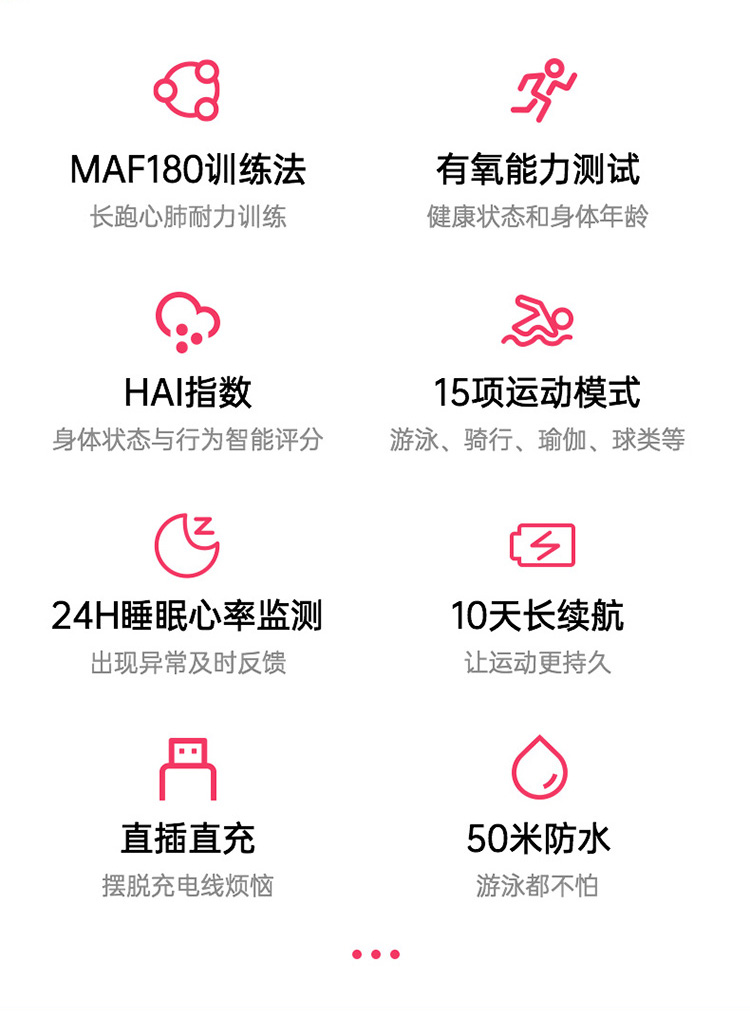 MAF180训练法
长跑心肺耐力训练
有氧能力测试
健康状态和身体年龄
HAI指数
身体状态与行为智能评分
15项运动模式
游泳、骑行、瑜伽、球类等
24H睡眠心率监测
出现异常及时反馈
10天长续航
让运动更持久
直插直充
摆脱充电线烦恼
50米防水
游泳都不怕